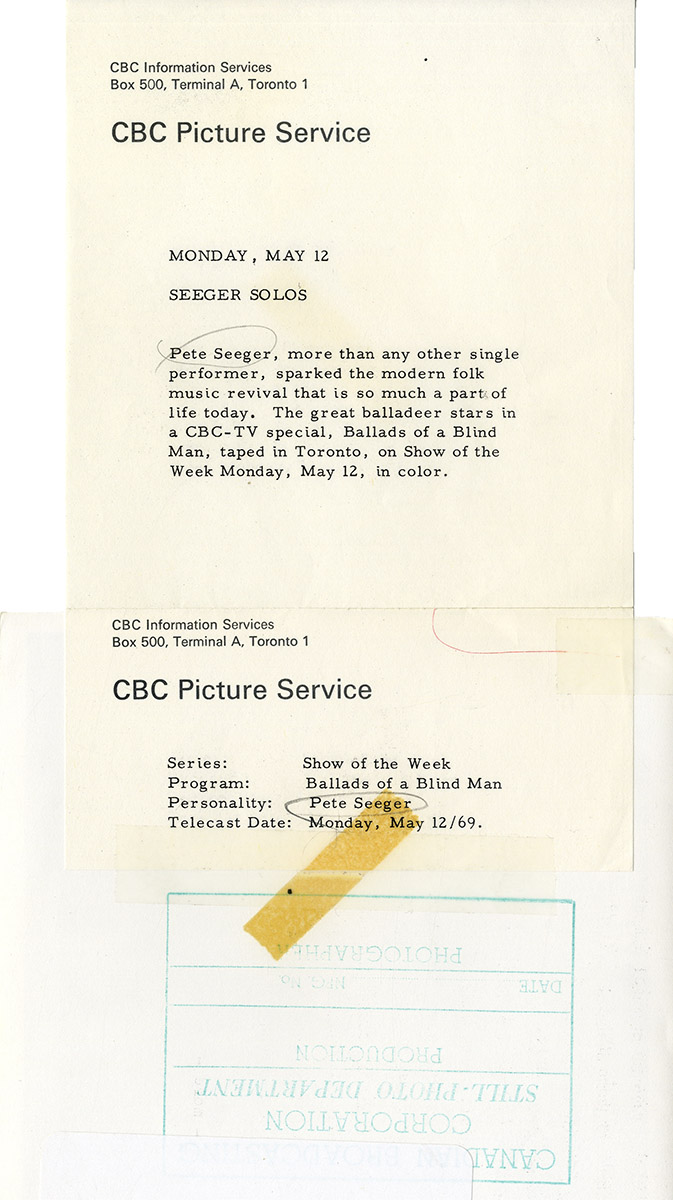 CBC Information Services
Box 500, Terminal A, Toronto 1
CBC Picture Service
MONDAY, MAY 12
SEEGER SOLOS
Pete Seeger, more than any other single
performer, sparked the modern folk
music revival that is so much a part of
life today. The great balladeer stars in
a CBC-TV special, Ballads of a Blind
Man, taped in Toronto, on Show of the
Week Monday, May 12, in color.
CBC Information Services
Box 500, Terminal A, Toronto 1
CBC Picture Service
Series: Show of the Week
Program: Ballads of a Blind Man
Personality: Pete Seeger
Telecast Date: Monday, May 12/69.
PHOTOGRAPHER
DATE NEG. No
PRODUCTION
STILL-PHOTO DEPARTMENT
CORPORATION
CANADIAN BROADCASTING